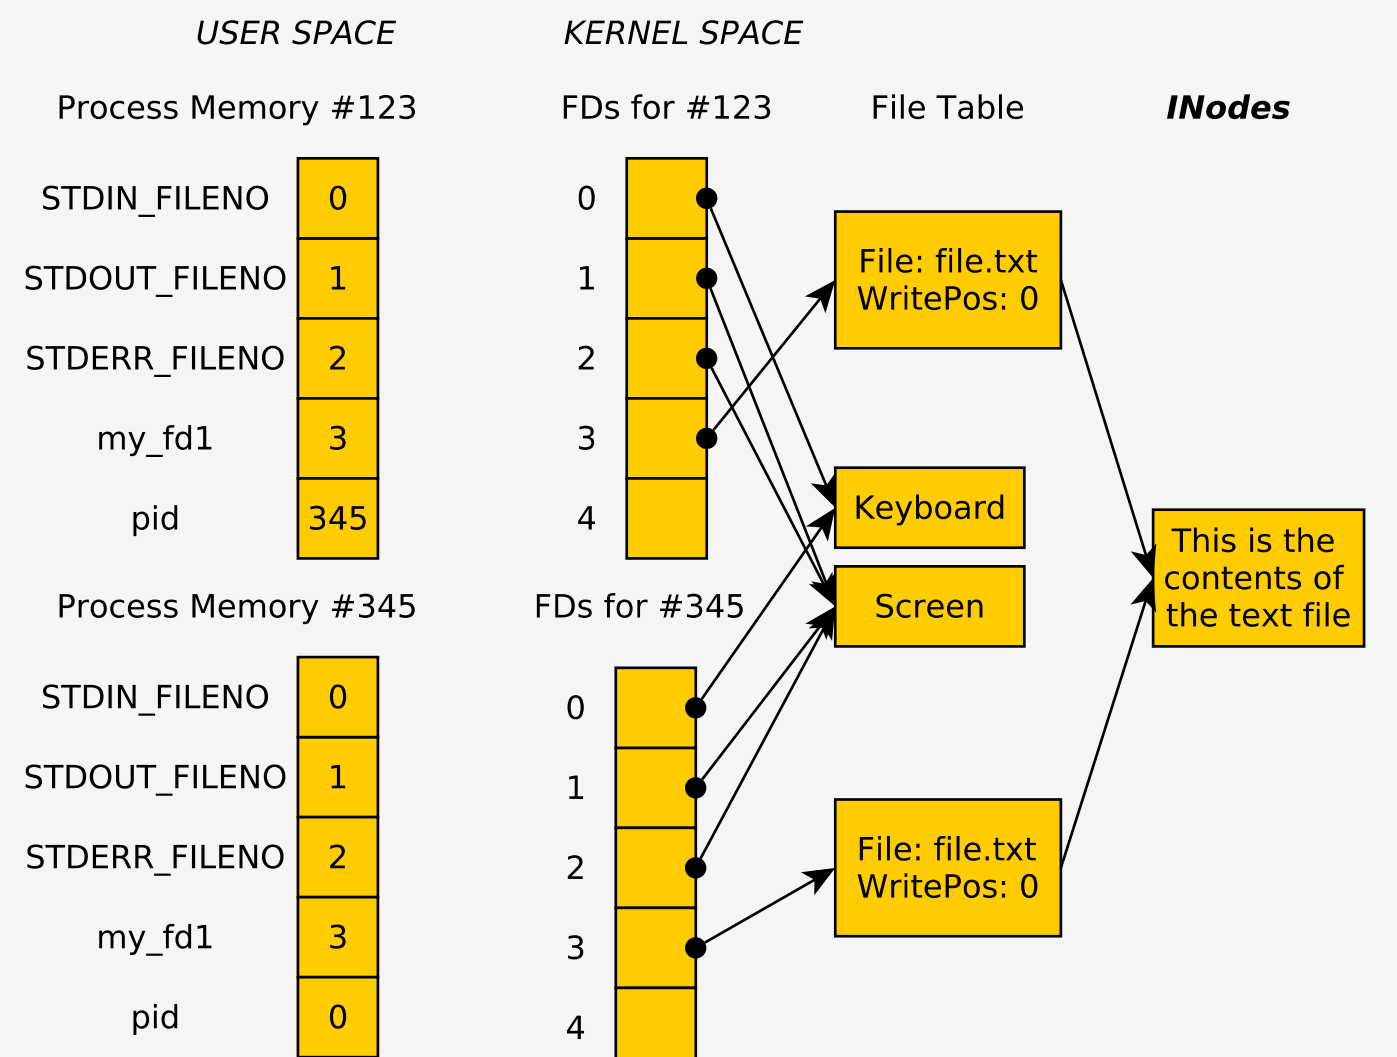 USER SPACE
KERNEL SPACE
Process Memory #123
FDs for #123
File Table
INodes
STDIN_FILENO
0
STDOUT_FILENO
1
STDERR_FILENO
2
my_fd1
3
pid
345
0
1
2
3
4
File: file.txt
WritePos: 0
Keyboard
Screen
This is the
contents of
the text file
Process Memory #345
FDs for #345
STDIN_FILENO
0
STDOUT_FILENO
1
STDERR_FILENO
2
my_fd1
3
pid
0
0
1
2
3
4
File: file.txt
WritePos: 0